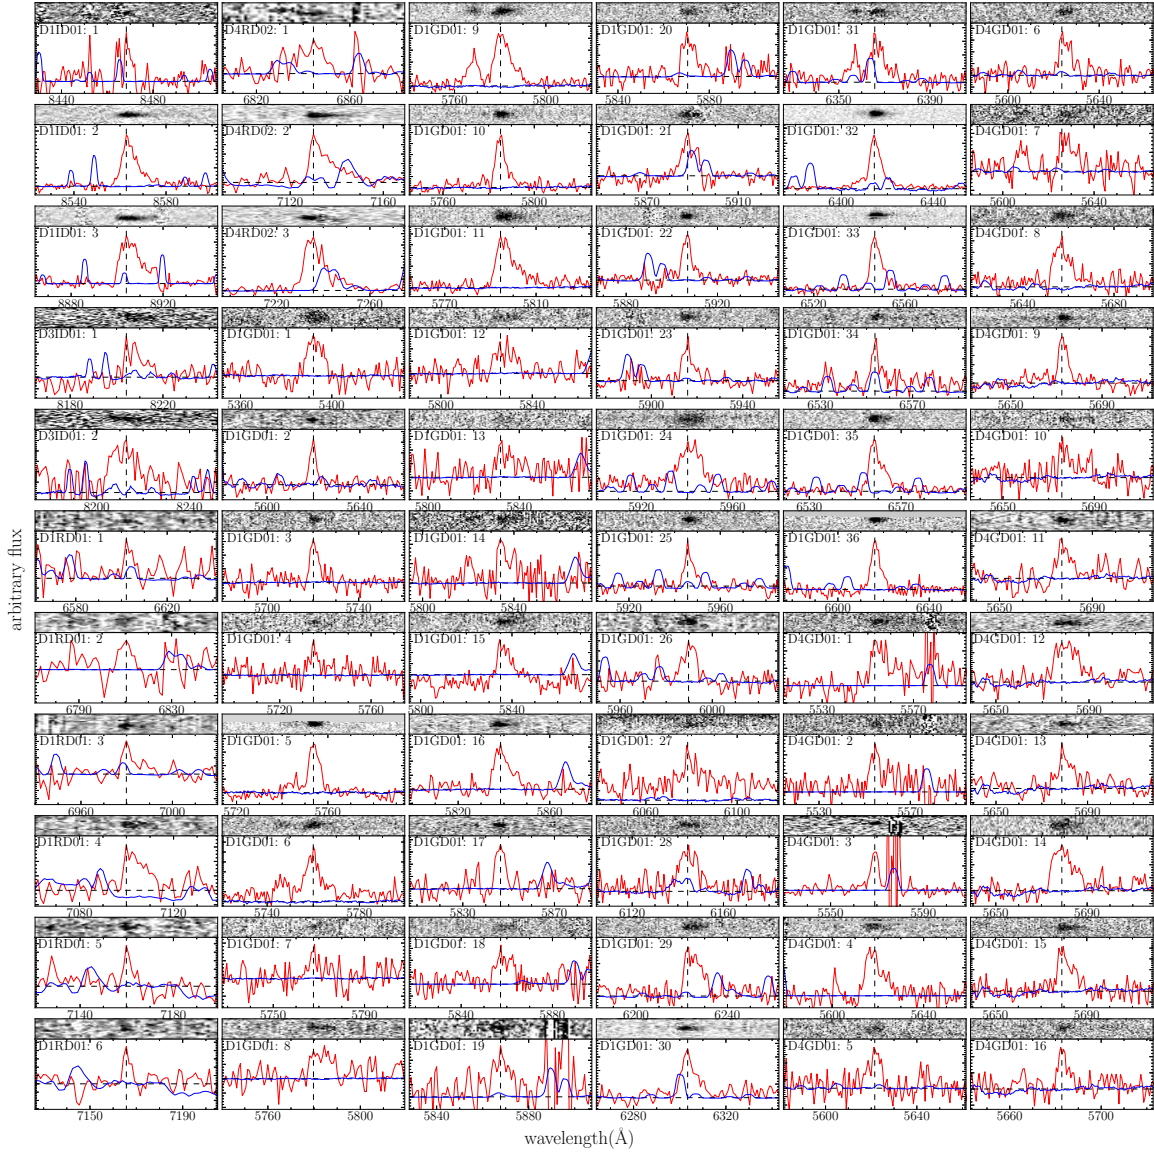 D1ID01: 1 D4RD02: 1 D1GD01: 9 D1GD01: 20 D1GD01: 31 D4GD01: 6
8440 8480 6820 6860 5760 5800 5840 5880 6350 6390 5600 5640
D1ID01: 2 D4RD02: 2 D1GD01: 10 D1GD01: 21 D1GD01: 32 D4GD01: 7
8540 8580 7120 7160 5760 5800 5870 5910 6400 6440 5600 5640
D1ID01: 3 D4RD02: 3 D1GD01: 11 D1GD01: 22 D1GD01: 33 D4GD01: 8
8880 8920 7220 7260 5770 5810 5880 5920 6520 6560 5640 5680
D3ID01: 1 D1GD01: 1 D1GD01: 12 D1GD01: 23 D1GD01: 34 D4GD01: 9
8180 8220 5360 5400 5800 5840 5900 5940 6530 6570 5650 5690
D3ID01: 2 D1GD01: 2 D1GD01: 13 D1GD01: 24 D1GD01: 35 D4GD01: 10
8200 8240 5600 5640 5800 5840 5920 5960 6530 6570 5650 5690
D1RD01: 1 D1GD01: 3 D1GD01: 14 D1GD01: 25 D1GD01: 36 D4GD01: 11
6580 6620 5700 5740 5800 5840 5920 5960 6600 6640 5650 5690
D1RD01: 2 D1GD01: 4 D1GD01: 15 D1GD01: 26 D4GD01: 1 D4GD01: 12
6790 6830 5720 5760 5800 5840 5960 6000 5530 5570 5650 5690
D1RD01: 3 D1GD01: 5 D1GD01: 16 D1GD01: 27 D4GD01: 2 D4GD01: 13
6960 7000 5720 5760 5820 5860 6060 6100 5530 5570 5650 5690
D1RD01: 4 D1GD01: 6 D1GD01: 17 D1GD01: 28 D4GD01: 3 D4GD01: 14
7080 7120 5740 5780 5830 5870 6120 6160 5550 5590 5650 5690
D1RD01: 5 D1GD01: 7 D1GD01: 18 D1GD01: 29 D4GD01: 4 D4GD01: 15
7140 7180 5750 5790 5840 5880 6200 6240 5600 5640 5650 5690
D1RD01: 6 D1GD01: 8 D1GD01: 19 D1GD01: 30 D4GD01: 5 D4GD01: 16
7150 7190 5760 5800 5840 5880 6280 6320 5600 5640 5660 5700
arbitrary flux
wavelength(Å)